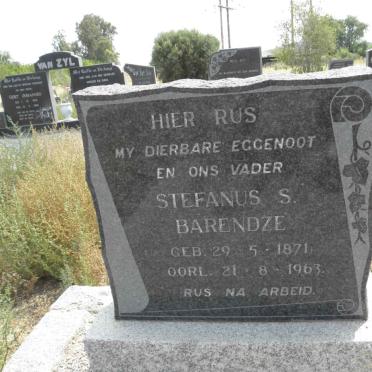 VAN ZYL
HIER RUS
MY DIERBARE EGGENOOT
EN ONS VADER
STEFANUS S.
BARENDZE
GEB. 29 - 5 - 1871.
OORL. 21 - 8 - 1963.
RUS NA ARBEID.